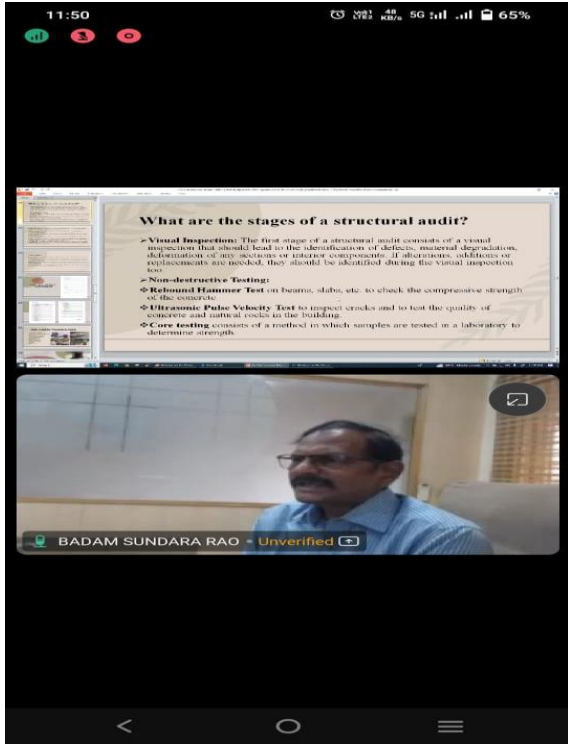 11:50
48 KB/s 5G 65%
What are the stages of a structural audit?
➢Visual Inspection: The first stage of a structural audit consists of a visual
inspection that should lead to the identification of defects, material degradation,
deformation of any sections or interior components. If alterations, additions or
replacements are needed, they should be identified during the visual inspection
too.
➢Non-destructive Testing:
❖Rebound Hammer Test on beams, slabs, etc. to check the compressive strength
of the concrete
❖Ultrasonic Pulse Velocity Test to inspect cracks and to test the quality of
concrete and natural rocks in the building.
❖Core testing consists of a method in which samples are tested in a laboratory to
determine strength.
BADAM SUNDARA RAO - Unverified